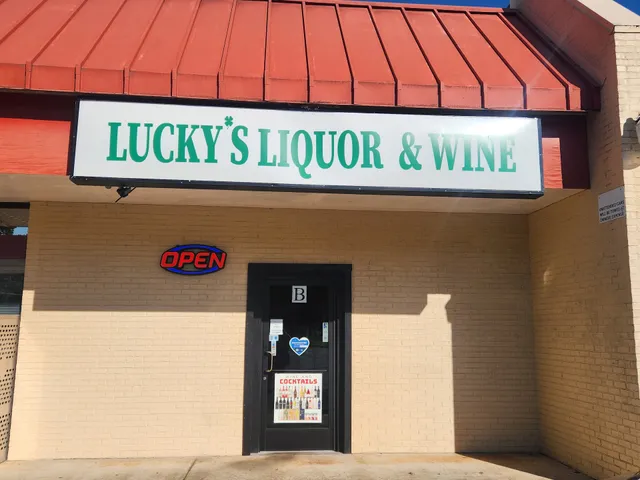 LUCKY'S LIQUOR & WINE
OPEN
B
COCKTAILS